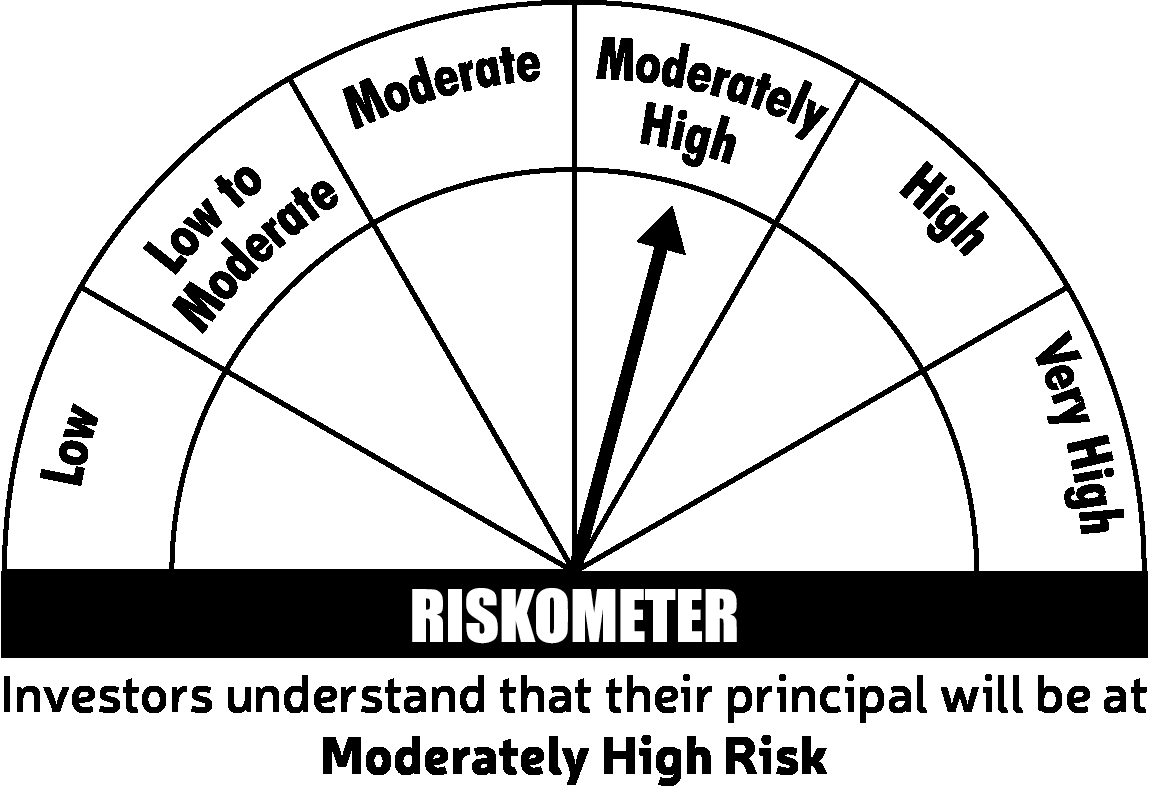 Low
Low to
Moderate
Moderate
Moderately
High
High
Very High
RISKOMETER
Investors understand that their principal will be at
Moderately High Risk